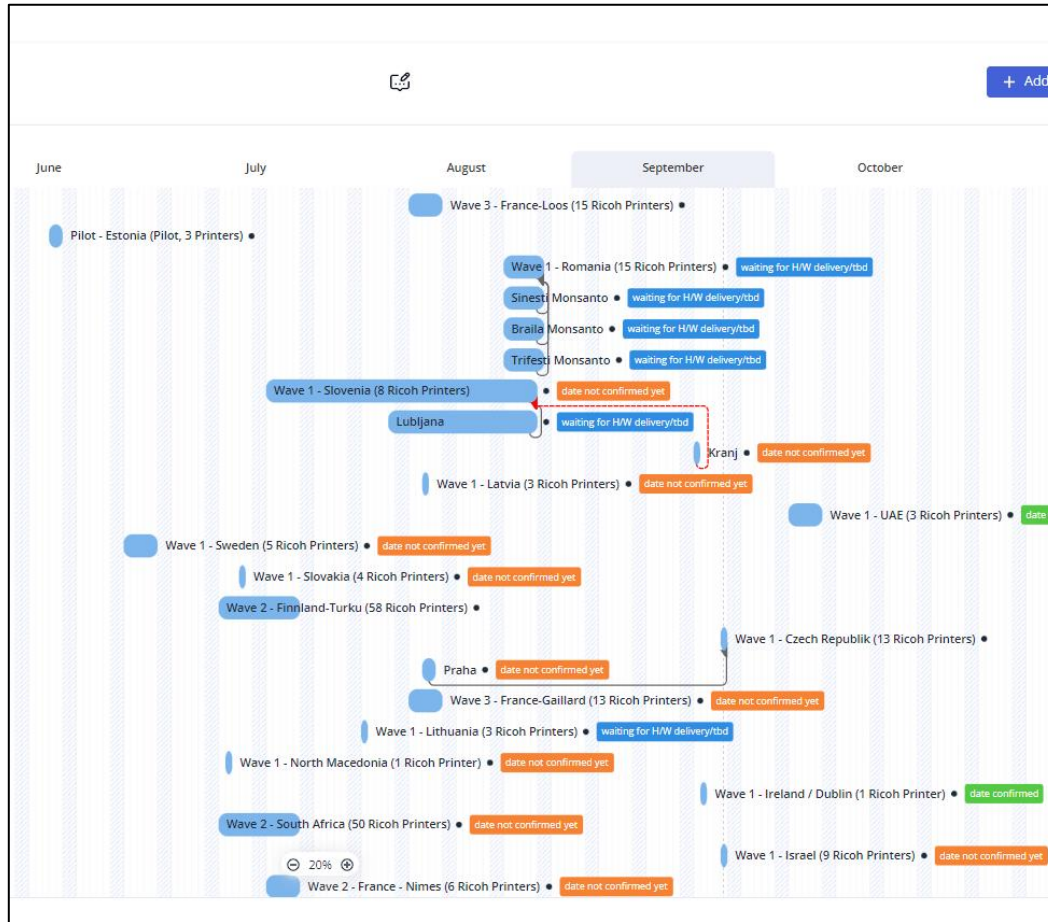 + Add
June July August September October
Wave 3 - France-Loos (15 Ricoh Printers)
Pilot - Estonia (Pilot, 3 Printers)
Wave 1 - Romania (15 Ricoh Printers) waiting for H/W delivery/tbd
Sinesti Monsanto waiting for H/W delivery/tbd
Braila Monsanto waiting for H/W delivery/tbd
Trifesti Monsanto waiting for H/W delivery/tbd
Wave 1 - Slovenia (8 Ricoh Printers) date not confirmed yet
Lubljana waiting for H/W delivery/tbd
Kranj date not confirmed yet
Wave 1 - Latvia (3 Ricoh Printers) date not confirmed yet
Wave 1 - UAE (3 Ricoh Printers) date
Wave 1 - Sweden (5 Ricoh Printers) date not confirmed yet
Wave 1 - Slovakia (4 Ricoh Printers) date not confirmed yet
Wave 2 - Finnland-Turku (58 Ricoh Printers)
Wave 1 - Czech Republik (13 Ricoh Printers)
Praha date not confirmed yet
Wave 3 - France-Gaillard (13 Ricoh Printers) date not confirmed yet
Wave 1 - Lithuania (3 Ricoh Printers) waiting for H/W delivery/tbd
Wave 1 - North Macedonia (1 Ricoh Printer) date not confirmed yet
Wave 1 - Ireland / Dublin (1 Ricoh Printer) date confirmed
Wave 2 - South Africa (50 Ricoh Printers) date not confirmed yet
Wave 1 - Israel (9 Ricoh Printers) date not confirmed yet
20%
Wave 2 - France - Nimes (6 Ricoh Printers) date not confirmed yet